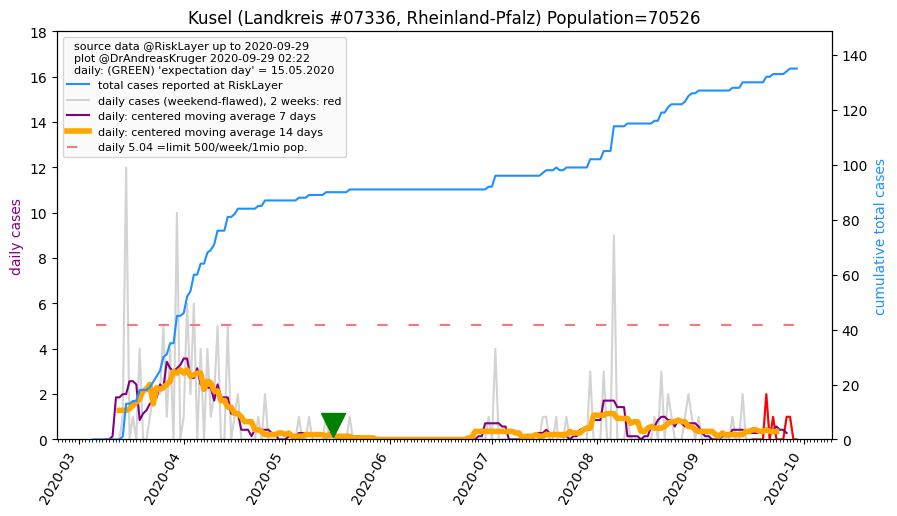 Kusel (Landkreis #07336, Rheinland-Pfalz) Population=70526
source data @RiskLayer up to 2020-09-29
plot @DrAndreasKruger 2020-09-29 02:22
daily: (GREEN) 'expectation day' = 15.05.2020
total cases reported at RiskLayer
daily cases (weekend-flawed), 2 weeks: red
daily: centered moving average 7 days
daily: centered moving average 14 days
daily 5.04 =limit 500/week/1mio pop.
daily cases
18
16
14
12
10
8
6
4
2
0
cumulative total cases
140
120
100
80
60
40
20
0
2020-03
2020-04
2020-05
2020-06
2020-07
2020-08
2020-09
2020-10